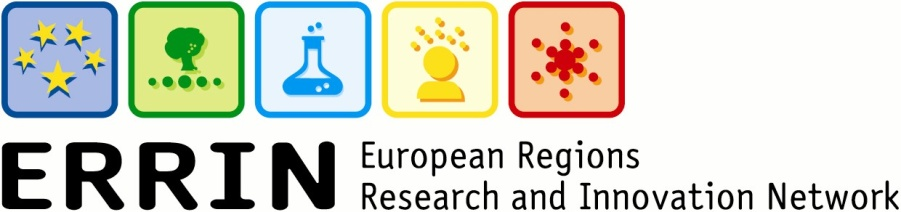 ERRIN
European Regions
Research and Innovation Network